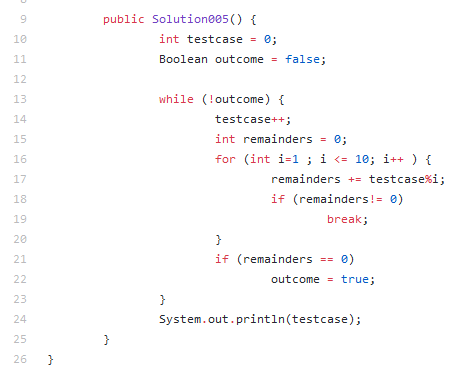 9 public Solution005() {
10 int testcase = 0;
11 Boolean outcome = false;
12
13 while (!outcome) {
14 testcase++;
15 int remainders = 0;
16 for (int i=1 ; i <= 10; i++ ) {
17 remainders += testcase%i;
18 if (remainders!= 0)
19 break;
20 }
21 if (remainders == 0)
22 outcome = true;
23 }
24 System.out.println(testcase);
25 }
26 }